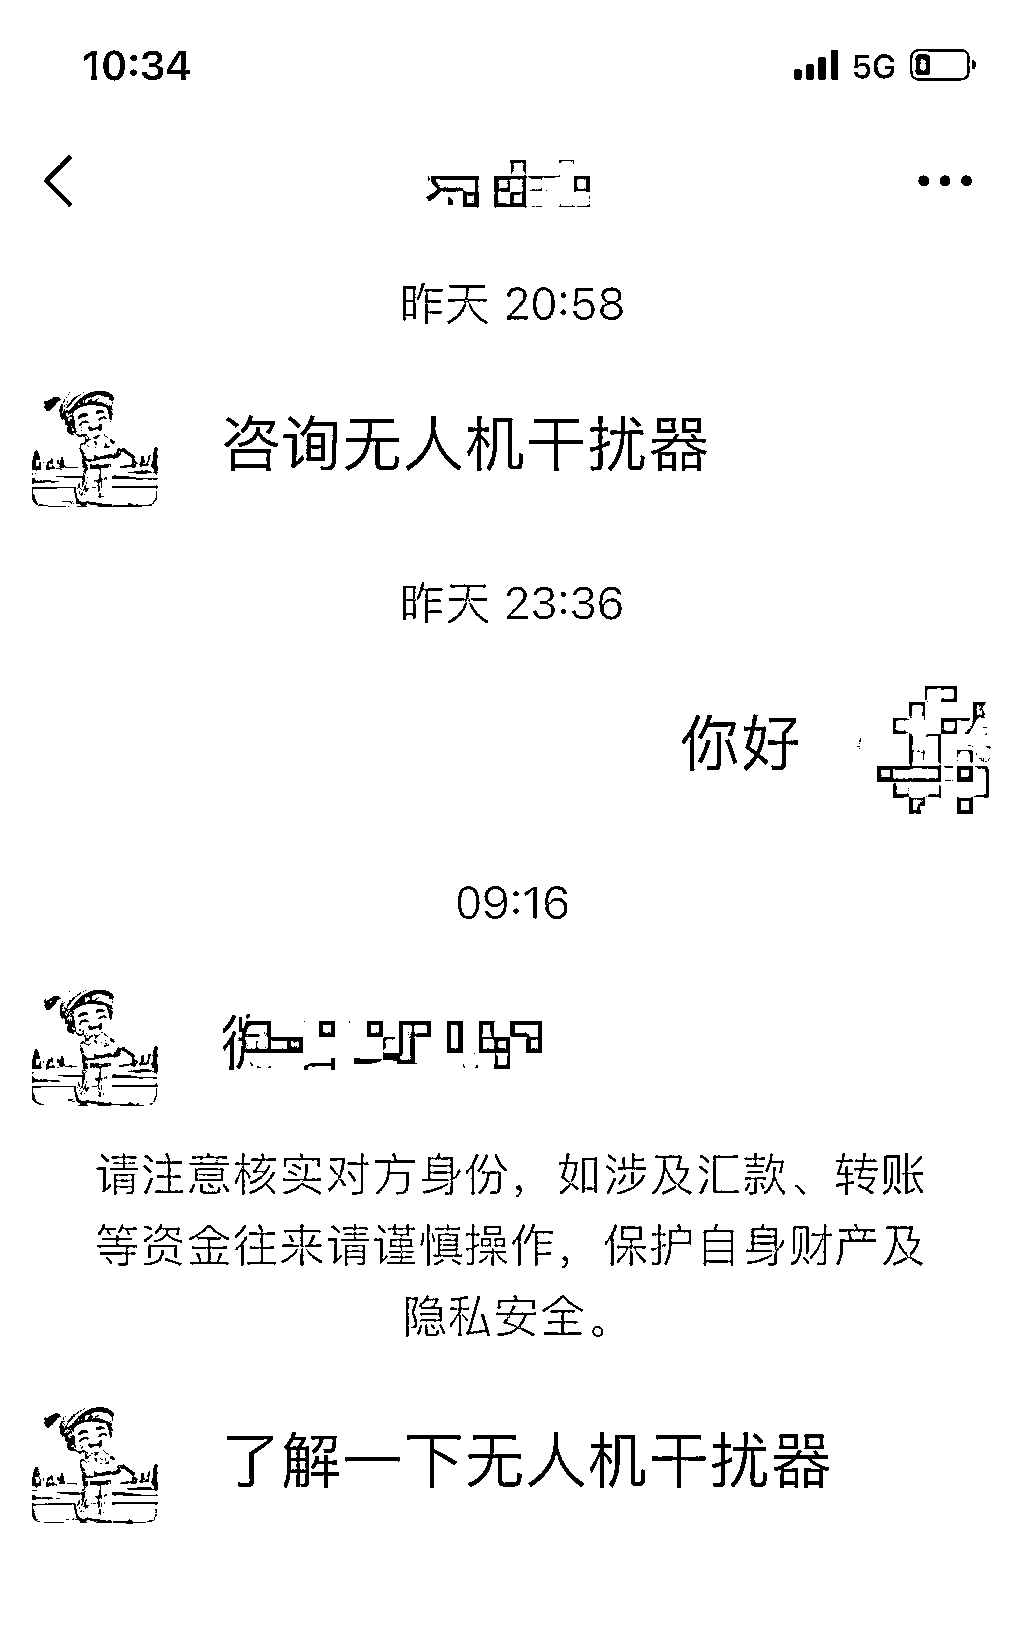 10:34
5G
昨天 20:58
咨询无人机干扰器
昨天 23:36
你好
09:16
请注意核实对方身份，如涉及汇款、转账
等资金往来请谨慎操作，保护自身财产及
隐私安全。
了解一下无人机干扰器